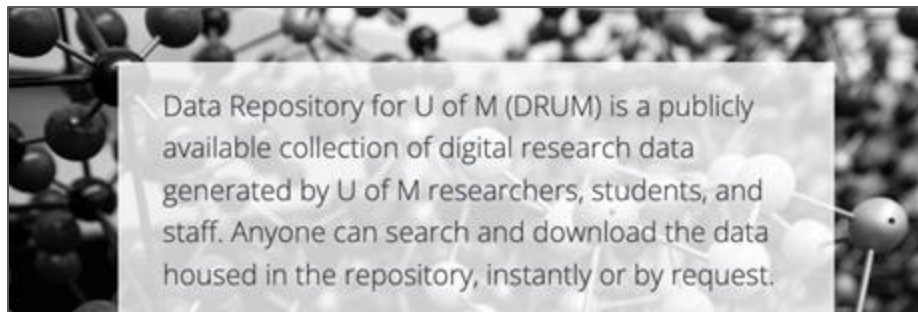 Data Repository for U of M (DRUM) is a publicly
available collection of digital research data
generated by U of M researchers, students, and
staff. Anyone can search and download the data
housed in the repository, instantly or by request.